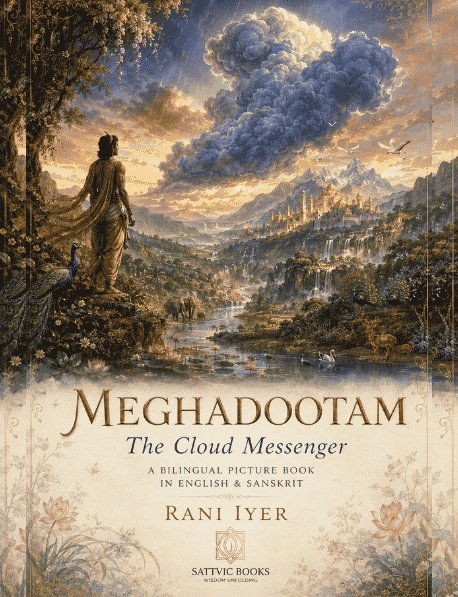 MEGHADOOTAM
The Cloud Messenger
A BILINGUAL PICTURE BOOK
IN ENGLISH & SANSKRIT
RANI IYER
SATTVIC BOOKS
WISDOM UNFOLDING